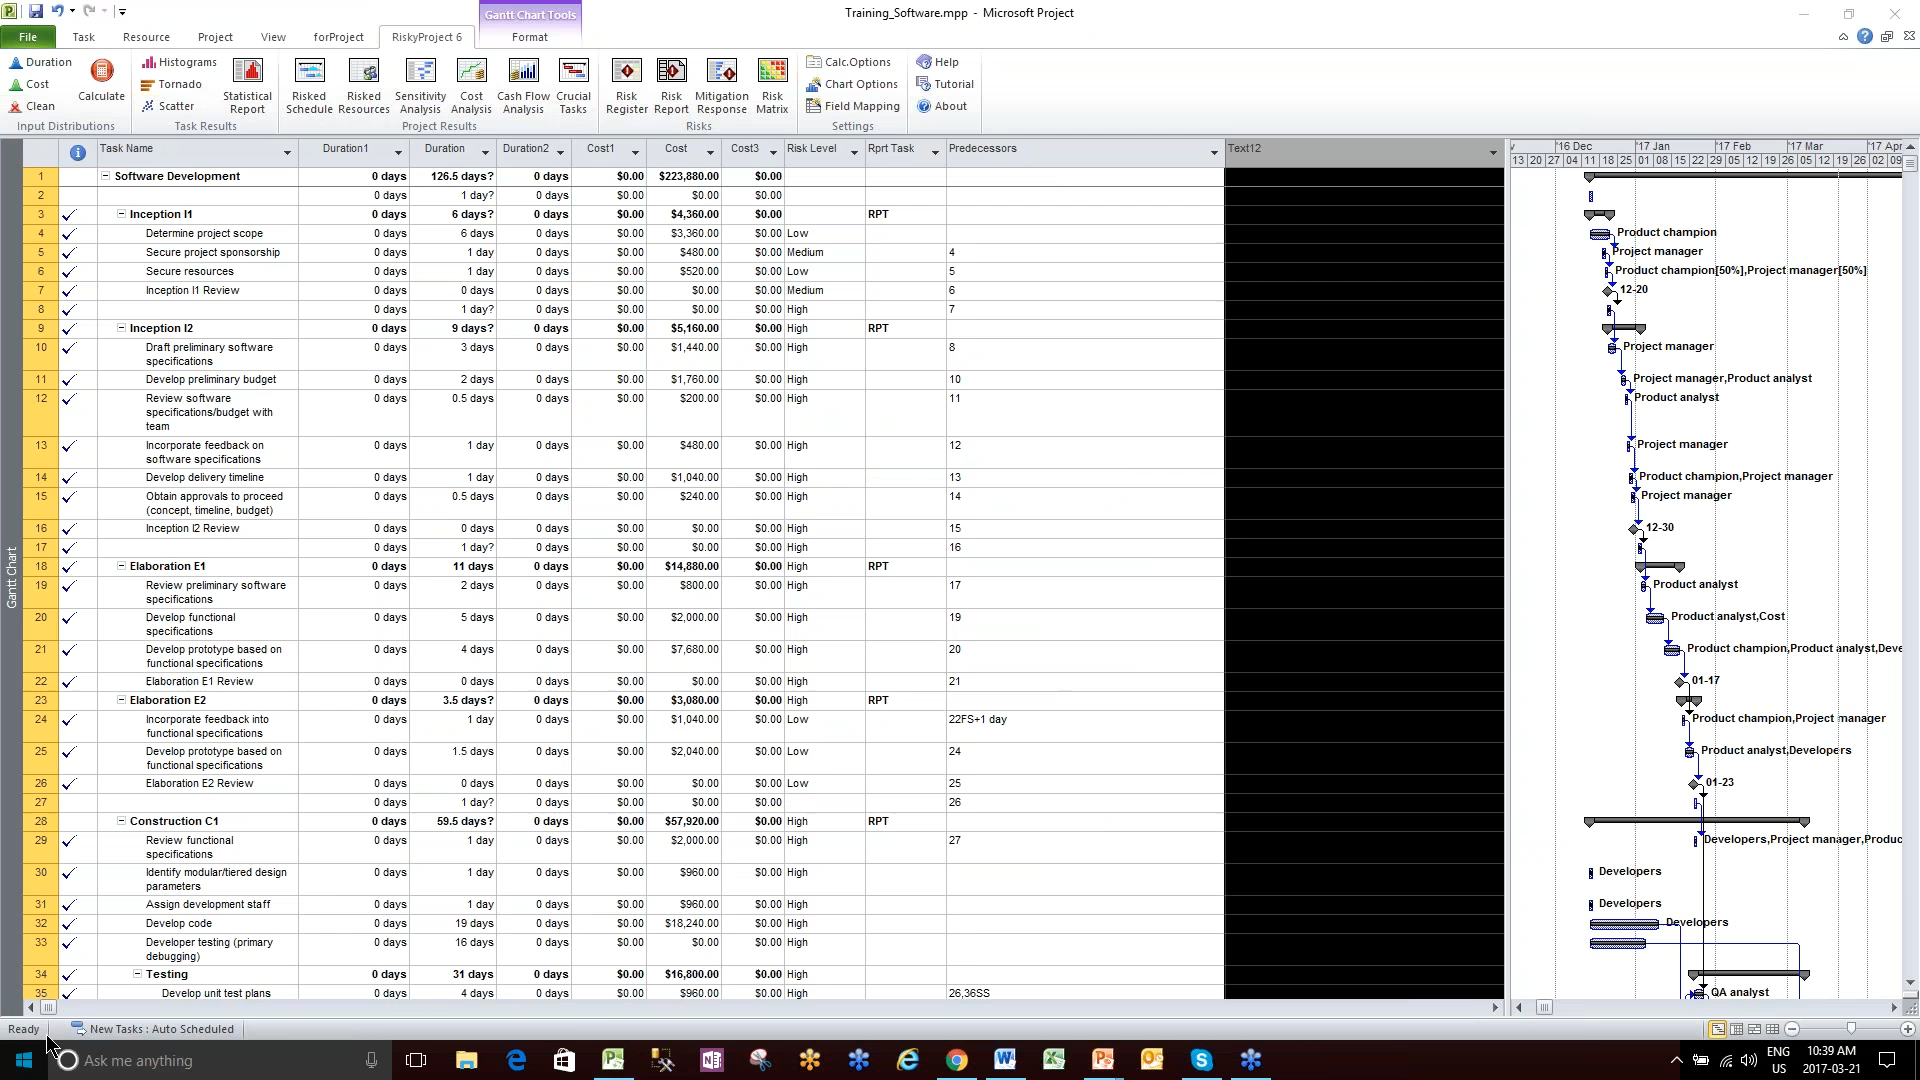 Gantt Chart Tools
Training_Software.mpp - Microsoft Project
File Task Resource Project View forProject RiskyProject 6 Format
Duration Histograms Calc.Options Help
Cost Tornado Chart Options Tutorial
Clean Scatter Field Mapping About
Calculate Statistical Report Risked Schedule Risked Resources Sensitivity Analysis Cost Analysis Cash Flow Analysis Crucial Tasks Risk Register Risk Report Mitigation Response Risk Matrix
Input Distributions Task Results Project Results Risks Settings
Task Name Duration1 Duration Duration2 Cost1 Cost Cost3 Risk Level Rprt Task Predecessors Text12
'16 Dec '17 Jan '17 Feb '17 Mar '17 Apr
13 20 27 04 11 18 25 01 08 15 22 29 05 12 19 26 05 12 19 26 02 09
1 Software Development 0 days 126.5 days? 0 days $0.00 $223,880.00 $0.00
2 0 days 1 day? 0 days $0.00 $0.00 $0.00
3 Inception I1 0 days 6 days? 0 days $0.00 $4,360.00 $0.00 RPT
4 Determine project scope 0 days 6 days 0 days $0.00 $3,360.00 $0.00 Low Product champion
5 Secure project sponsorship 0 days 1 day 0 days $0.00 $480.00 $0.00 Medium 4 Project manager
6 Secure resources 0 days 1 day 0 days $0.00 $520.00 $0.00 Low 5 Product champion[50%],Project manager[50%]
7 Inception I1 Review 0 days 0 days 0 days $0.00 $0.00 $0.00 Medium 6 12-20
8 0 days 1 day? 0 days $0.00 $0.00 $0.00 High 7
9 Inception I2 0 days 9 days? 0 days $0.00 $5,160.00 $0.00 High RPT
10 Draft preliminary software 0 days 3 days 0 days $0.00 $1,440.00 $0.00 High 8 Project manager
specifications
11 Develop preliminary budget 0 days 2 days 0 days $0.00 $1,760.00 $0.00 High 10 Project manager,Product analyst
12 Review software 0 days 0.5 days 0 days $0.00 $200.00 $0.00 High 11 Product analyst
specifications/budget with
team
13 Incorporate feedback on 0 days 1 day 0 days $0.00 $480.00 $0.00 High 12 Project manager
software specifications
14 Develop delivery timeline 0 days 1 day 0 days $0.00 $1,040.00 $0.00 High 13 Product champion,Project manager
15 Obtain approvals to proceed 0 days 0.5 days 0 days $0.00 $240.00 $0.00 High 14 Project manager
(concept, timeline, budget)
16 Inception I2 Review 0 days 0 days 0 days $0.00 $0.00 $0.00 High 15 12-30
17 0 days 1 day? 0 days $0.00 $0.00 $0.00 High 16
18 Elaboration E1 0 days 11 days 0 days $0.00 $14,880.00 $0.00 High RPT
19 Review preliminary software 0 days 2 days 0 days $0.00 $800.00 $0.00 High 17 Product analyst
specifications
20 Develop functional 0 days 5 days 0 days $0.00 $2,000.00 $0.00 High 19 Product analyst,Cost
specifications
21 Develop prototype based on 0 days 4 days 0 days $0.00 $7,680.00 $0.00 High 20 Product champion,Product analyst,Deve
functional specifications
22 Elaboration E1 Review 0 days 0 days 0 days $0.00 $0.00 $0.00 High 21 01-17
23 Elaboration E2 0 days 3.5 days? 0 days $0.00 $3,080.00 $0.00 High RPT
24 Incorporate feedback into 0 days 1 day 0 days $0.00 $1,040.00 $0.00 Low 22FS+1 day Product champion,Project manager
functional specifications
25 Develop prototype based on 0 days 1.5 days 0 days $0.00 $2,040.00 $0.00 Low 24 Product analyst,Developers
functional specifications
26 Elaboration E2 Review 0 days 0 days 0 days $0.00 $0.00 $0.00 Low 25 01-23
27 0 days 1 day? 0 days $0.00 $0.00 $0.00 26
28 Construction C1 0 days 59.5 days? 0 days $0.00 $57,920.00 $0.00 High RPT
29 Review functional 0 days 1 day 0 days $0.00 $2,000.00 $0.00 High 27 Developers,Project manager,Produc
specifications
30 Identify modular/tiered design 0 days 1 day 0 days $0.00 $960.00 $0.00 High Developers
parameters
31 Assign development staff 0 days 1 day 0 days $0.00 $960.00 $0.00 High Developers
32 Develop code 0 days 19 days 0 days $0.00 $18,240.00 $0.00 High Developers
33 Developer testing (primary 0 days 16 days 0 days $0.00 $0.00 $0.00 High
debugging)
34 Testing 0 days 31 days 0 days $0.00 $16,800.00 $0.00 High
35 Develop unit test plans 0 days 4 days 0 days $0.00 $960.00 $0.00 High 26,36SS QA analyst
Gantt Chart
Ready New Tasks : Auto Scheduled
Ask me anything
ENG 10:39 AM
US 2017-03-21